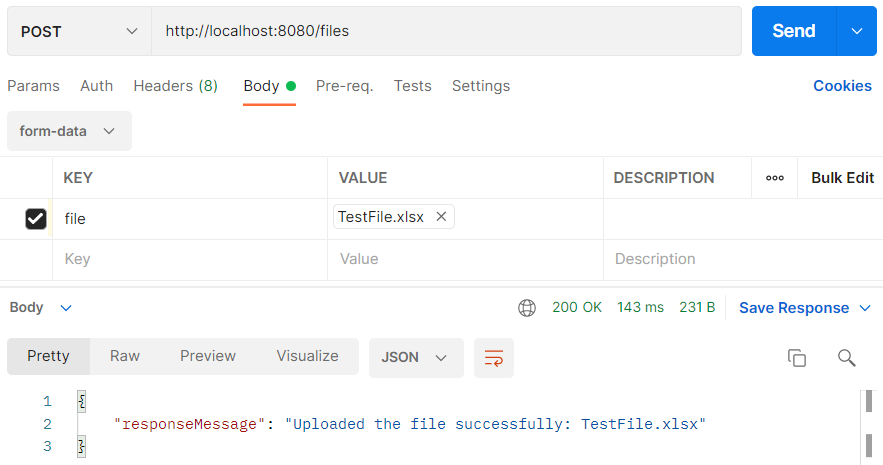 POST http://localhost:8080/files Send
Params Auth Headers (8) Body Pre-req. Tests Settings Cookies
form-data
KEY VALUE DESCRIPTION ooo Bulk Edit
file TestFile.xlsx ×
Key Value Description
Body 200 OK 143 ms 231 B Save Response
Pretty Raw Preview Visualize JSON
1 {
2 "responseMessage": "Uploaded the file successfully: TestFile.xlsx"
3 }